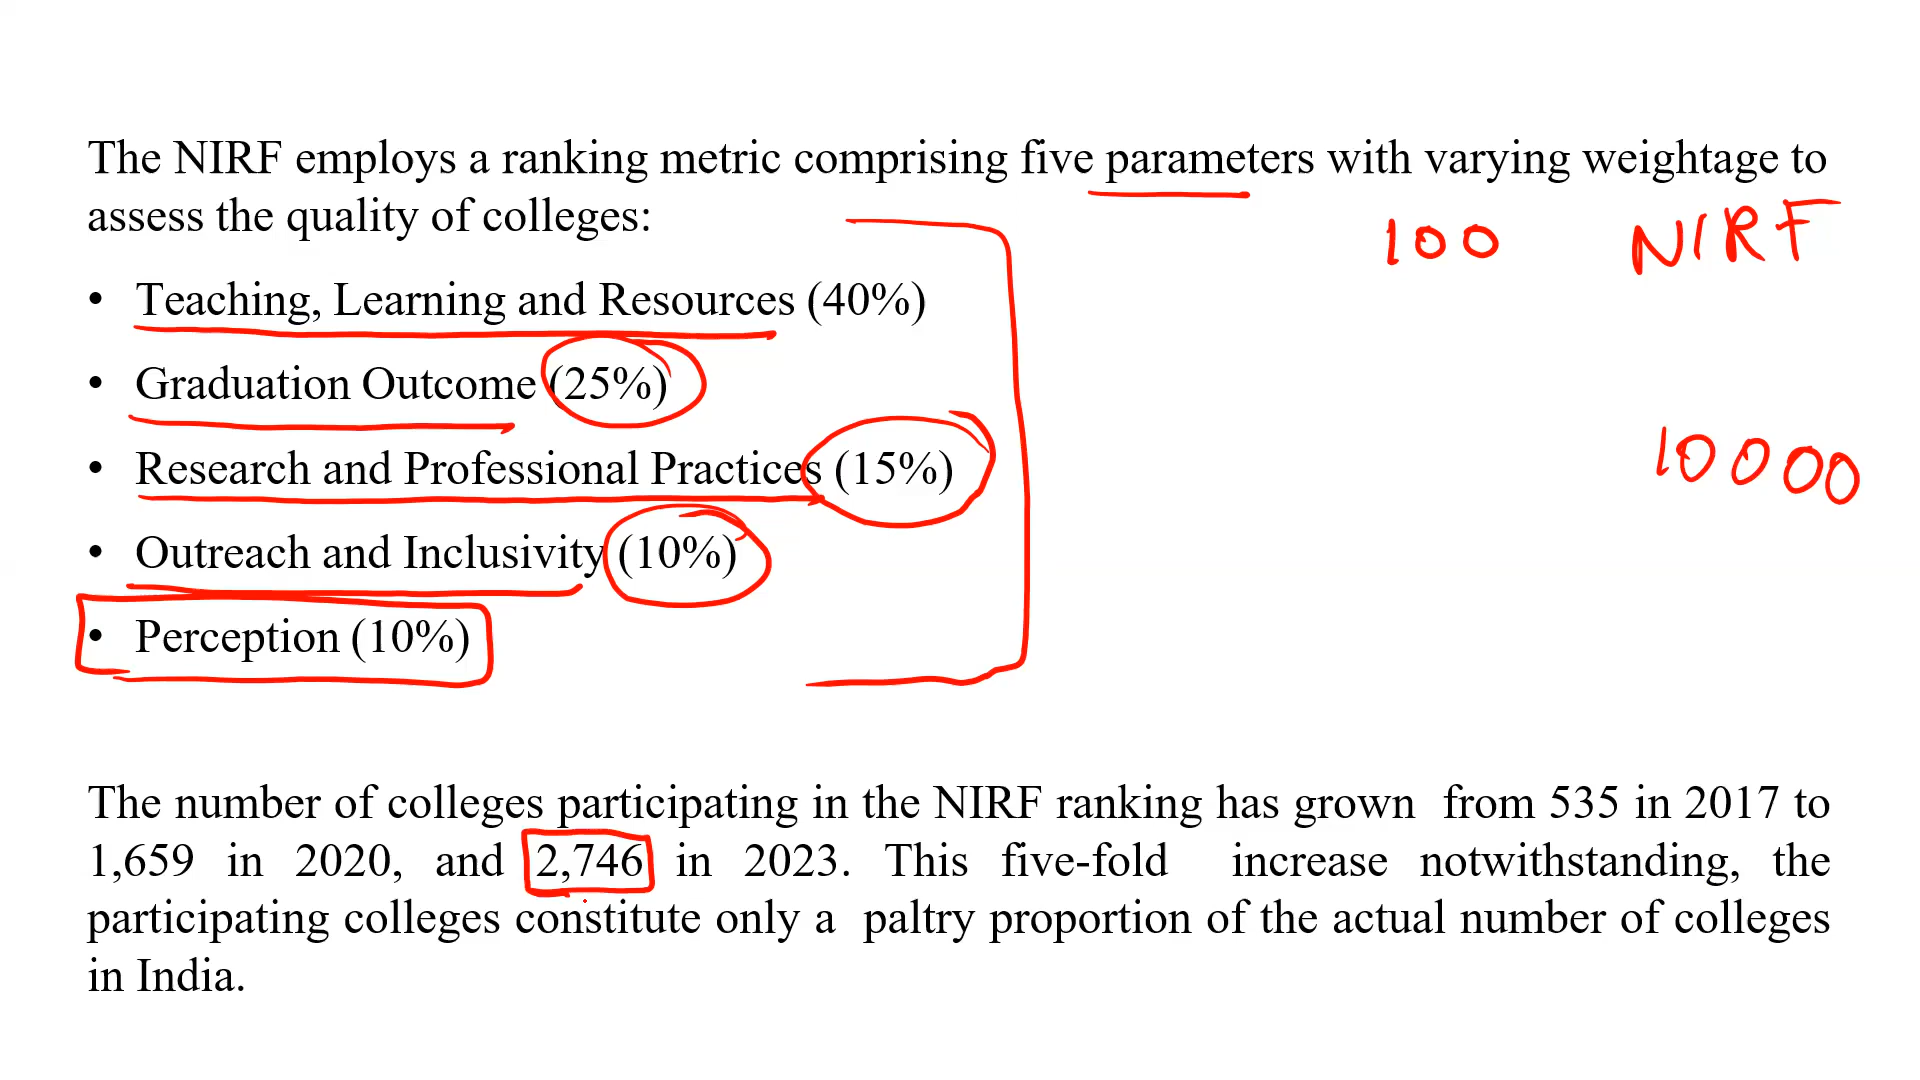 The NIRF employs a ranking metric comprising five parameters with varying weightage to
assess the quality of colleges:
100 NIRF
• Teaching, Learning and Resources (40%)
• Graduation Outcome (25%)
• Research and Professional Practices (15%)
10000
• Outreach and Inclusivity (10%)
• Perception (10%)
The number of colleges participating in the NIRF ranking has grown from 535 in 2017 to
1,659 in 2020, and 2,746 in 2023. This five-fold increase notwithstanding, the
participating colleges constitute only a paltry proportion of the actual number of colleges
in India.